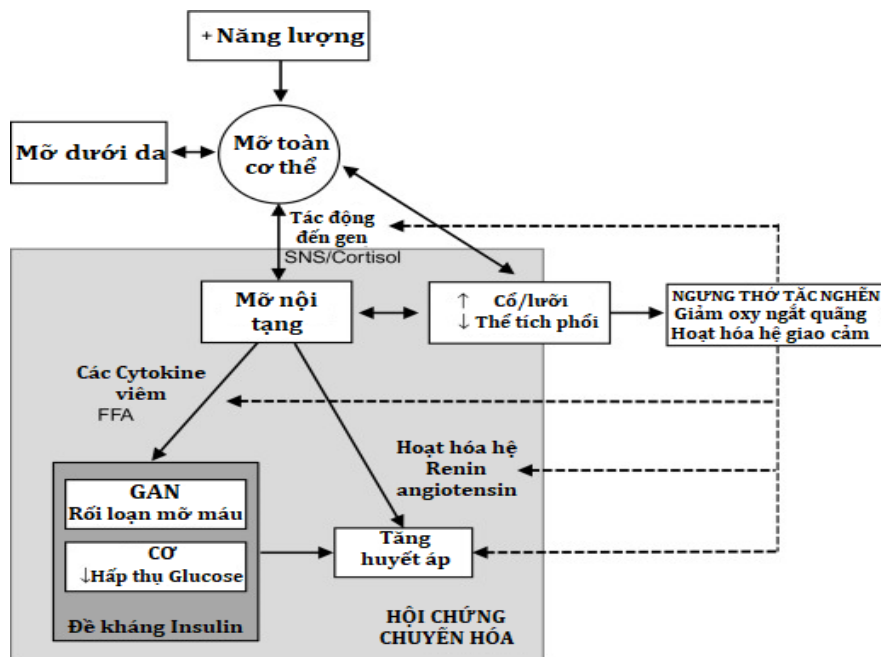 + Năng lượng
Mỡ toàn
cơ thể
Mỡ dưới da
Tác động
đến gen
SNS/Cortisol
Mỡ nội
tạng
↑ Cổ/lưỡi
↓ Thể tích phổi
NGƯNG THỞ TẮC NGHẼN
Giảm oxy ngắt quãng
Hoạt hóa hệ giao cảm
Các Cytokine
viêm
FFA
Hoạt hóa hệ
Renin
angiotensin
GAN
Rối loạn mỡ máu
CƠ
↓Hấp thụ Glucose
Đề kháng Insulin
Tăng
huyết áp
HỘI CHỨNG
CHUYỂN HÓA